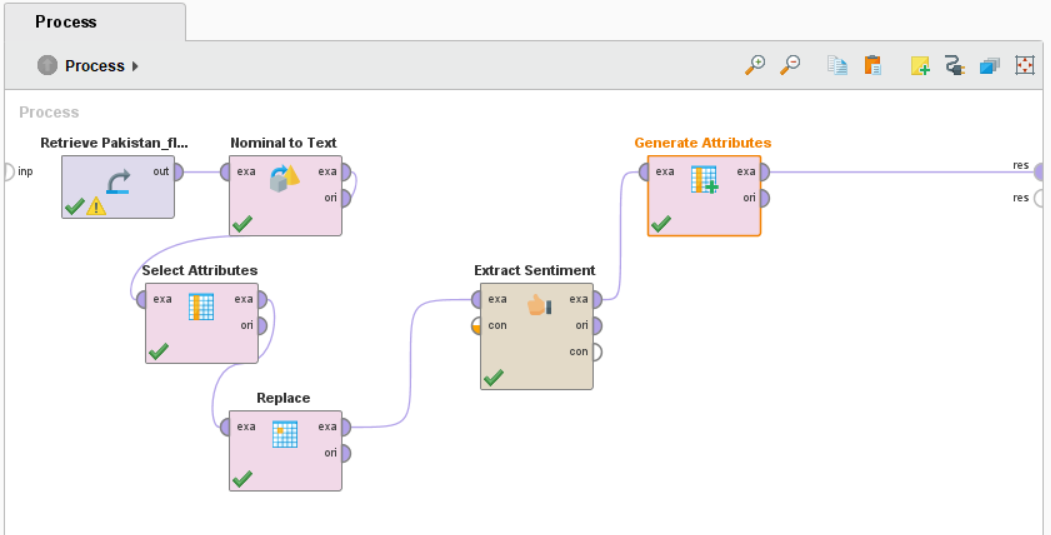 Process
Process
Process
Retrieve Pakistan_fl...
Nominal to Text
Generate Attributes
inp
out
exa
exa
ori
exa
exa
ori
res
res
Select Attributes
Extract Sentiment
exa
exa
ori
exa
exa
con
ori
con
Replace
exa
exa
ori